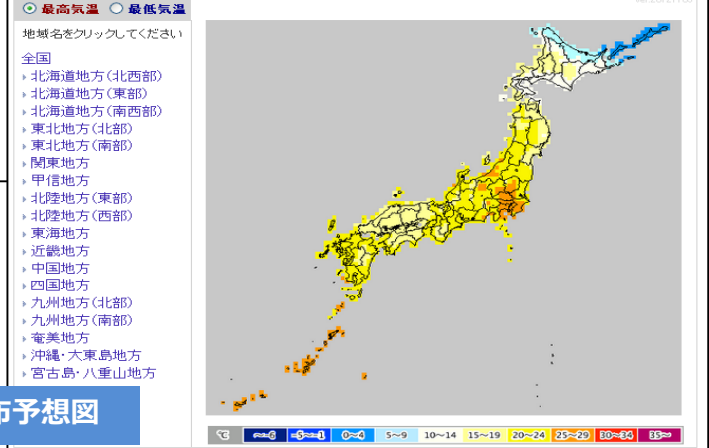 最高気温 最低気温
地域名をクリックしてください
全国
北海道地方(北西部)
北海道地方(東部)
北海道地方(南西部)
東北地方(北部)
東北地方(南部)
関東地方
甲信地方
北陸地方(東部)
北陸地方(西部)
東海地方
近畿地方
中国地方
四国地方
九州地方(北部)
九州地方(南部)
奄美地方
沖縄・大東島地方
宮古島・八重山地方
布予想図
℃ ～-6 -5～-1 0～4 5～9 10～14 15～19 20～24 25～29 30～34 35～